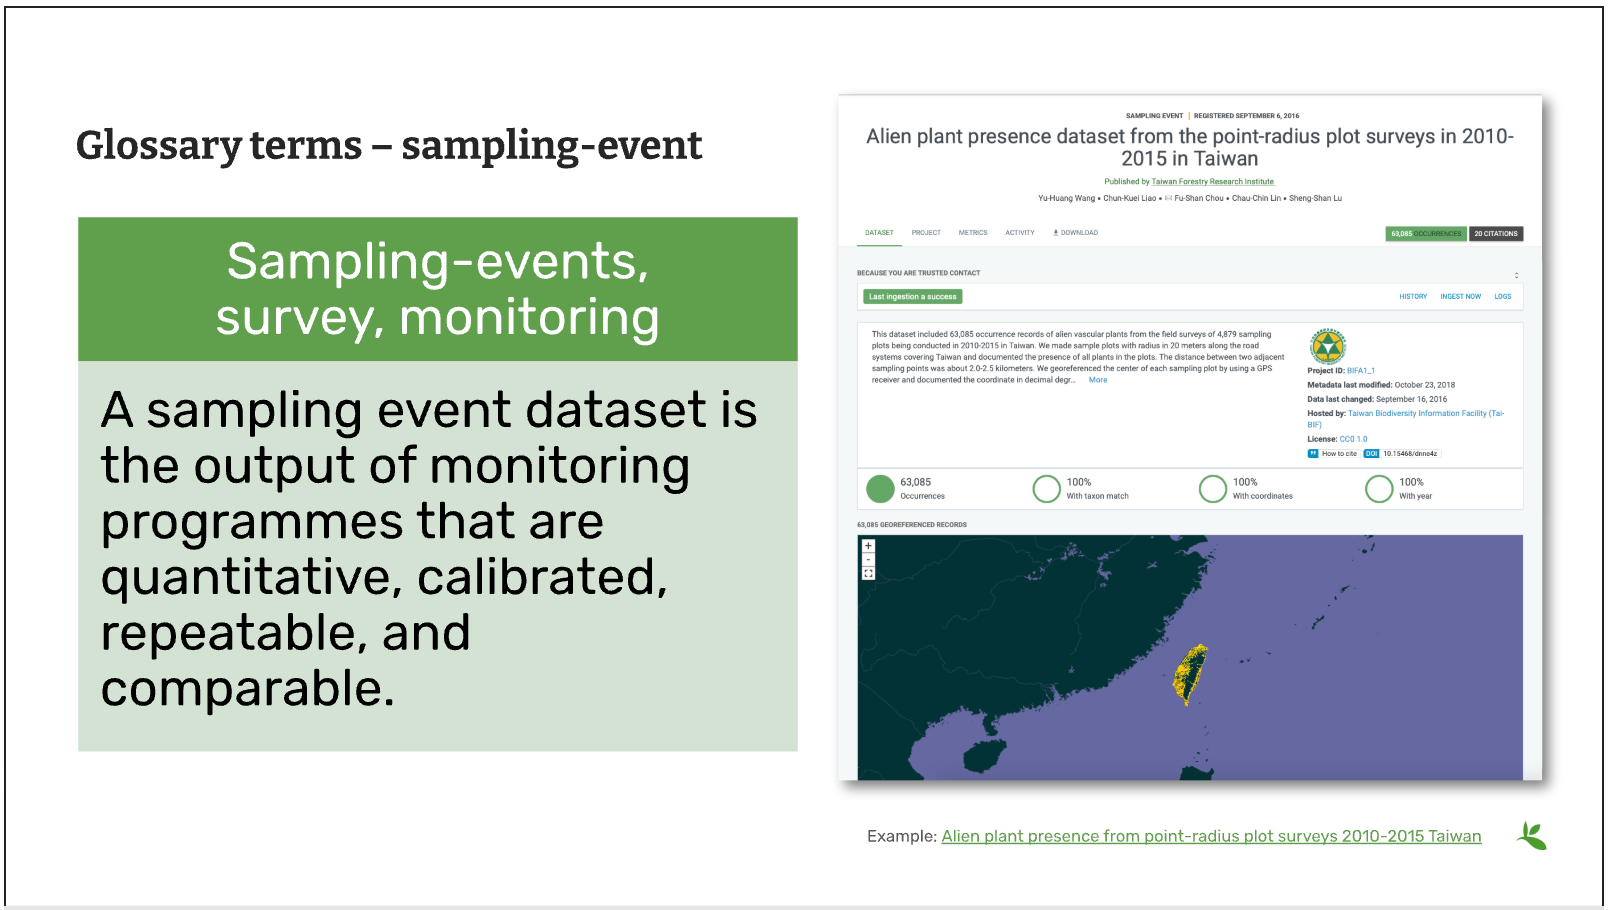 Glossary terms – sampling-event
Sampling-events,
survey, monitoring
A sampling event dataset is
the output of monitoring
programmes that are
quantitative, calibrated,
repeatable, and
comparable.
SAMPLING EVENT | REGISTERED SEPTEMBER 6, 2016
Alien plant presence dataset from the point-radius plot surveys in 2010-
2015 in Taiwan
Published by Taiwan Forestry Research Institute
Yu-Huang Wang • Chun-Kuei Liao • Fu-Shan Chou • Chau-Chin Lin • Sheng-Shan Lu
DATASET PROJECT METRICS ACTIVITY DOWNLOAD 63,085 OCCURRENCES 20 CITATIONS
BECAUSE YOU ARE TRUSTED CONTACT
Last ingestion a success HISTORY INGEST NOW LOGS
This dataset included 63,085 occurrence records of alien vascular plants from the field surveys of 4,879 sampling
plots being conducted in 2010-2015 in Taiwan. We made sample plots with radius in 20 meters along the road
systems covering Taiwan and documented the presence of all plants in the plots. The distance between two adjacent
sampling points was about 2.0-2.5 kilometers. We georeferenced the center of each sampling plot by using a GPS
receiver and documented the coordinate in decimal degr... More
Project ID: BIFA1_1
Metadata last modified: October 23, 2018
Data last changed: September 16, 2016
Hosted by: Taiwan Biodiversity Information Facility (Tai-
BIF)
License: CC0 1.0
How to cite DOI 10.15468/dnne4z
63,085
Occurrences
100%
With taxon match
100%
With coordinates
100%
With year
63,085 GEOREFERENCED RECORDS
+
-
Example: Alien plant presence from point-radius plot surveys 2010-2015 Taiwan